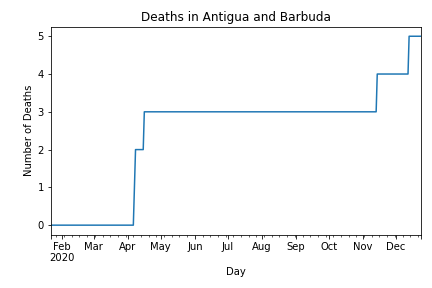 Deaths in Antigua and Barbuda
Number of Deaths
5
4
3
2
1
0
Feb Mar Apr May Jun Jul Aug Sep Oct Nov Dec
2020
Day